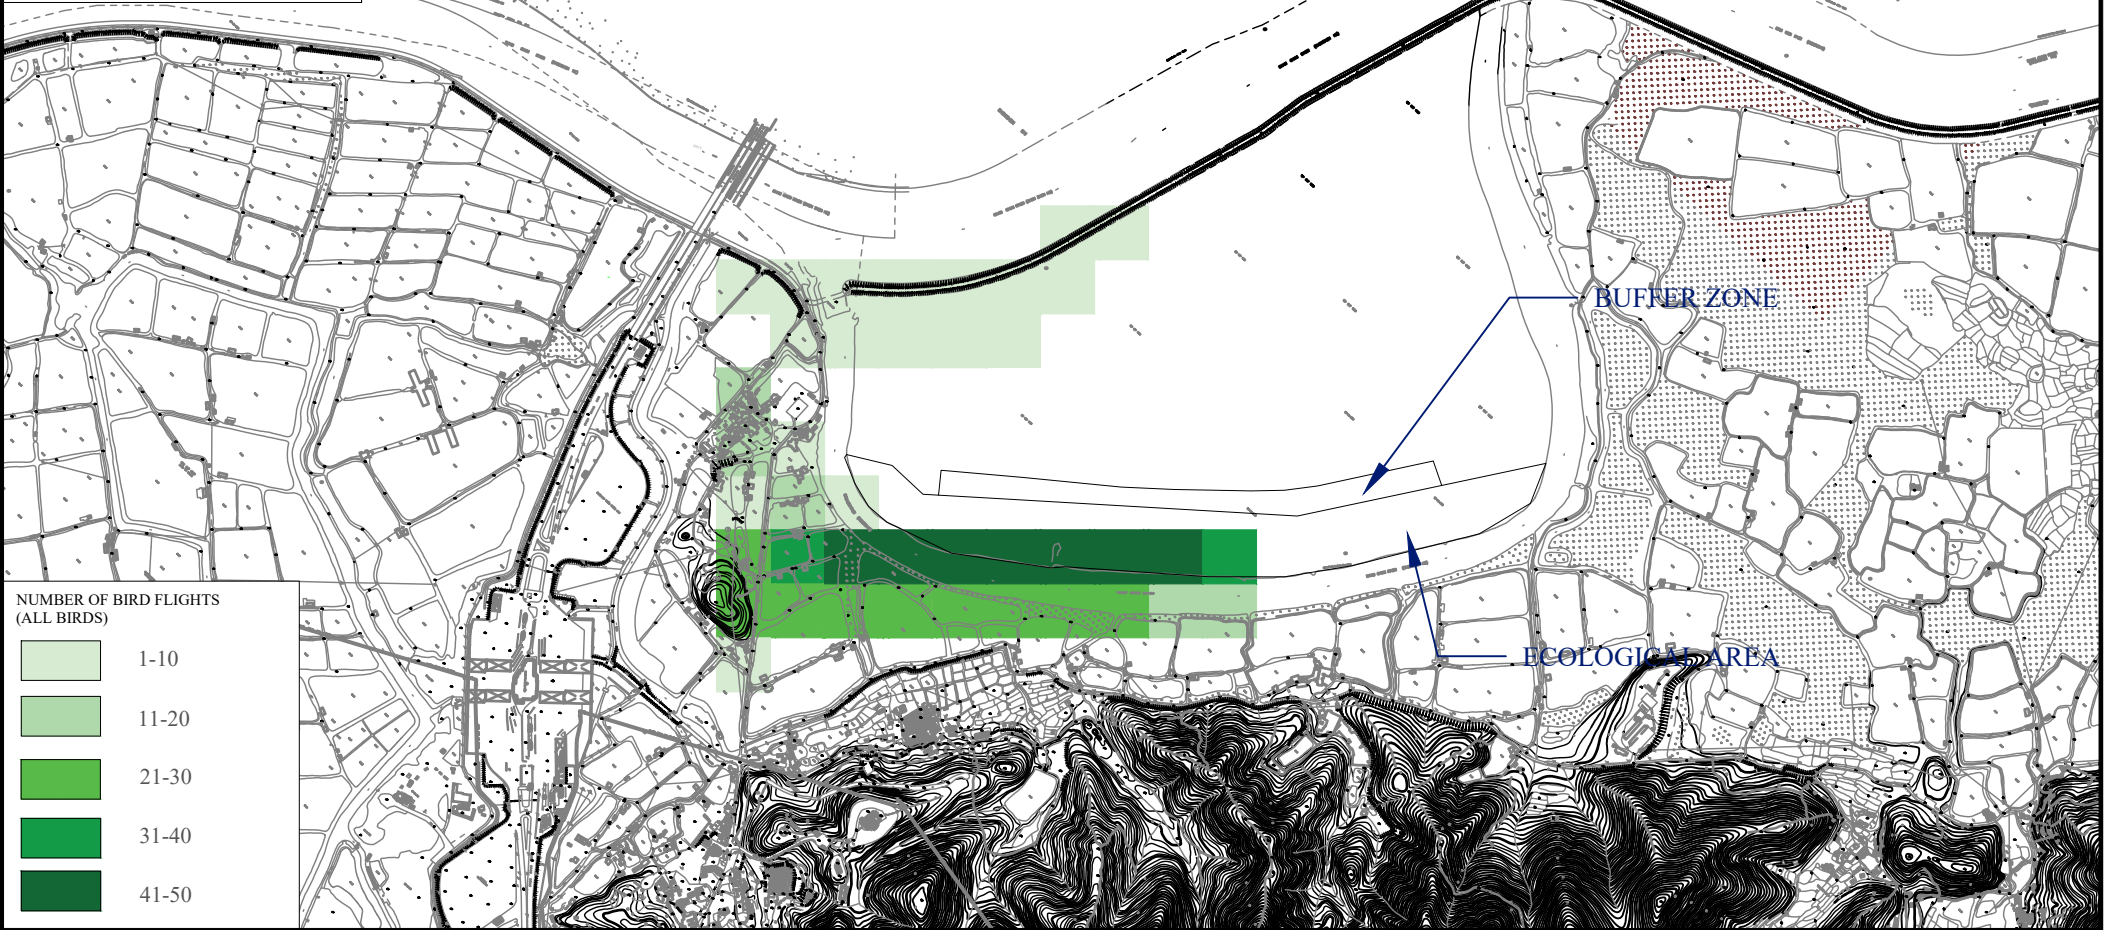 BUFFER ZONE
ECOLOGICAL AREA
NUMBER OF BIRD FLIGHTS
(ALL BIRDS)
1-10
11-20
21-30
31-40
41-50